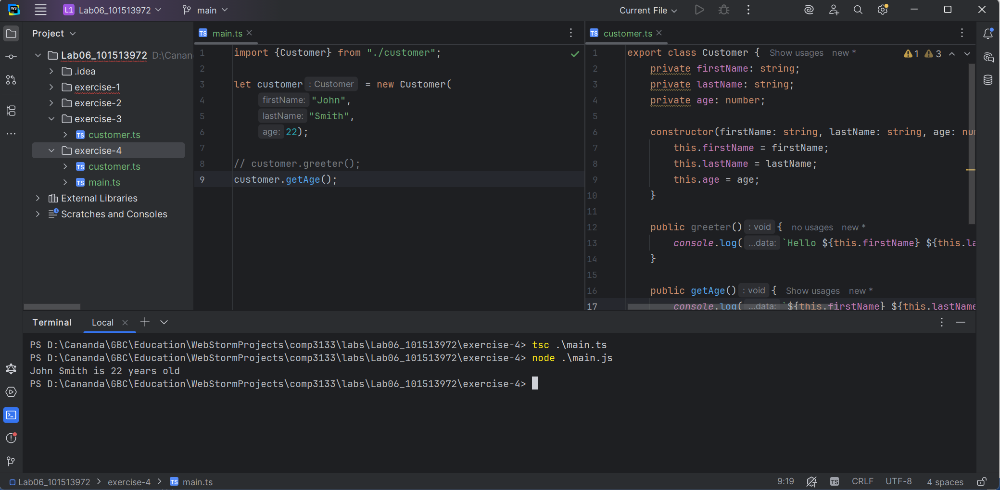 WS
L1 Lab06_101513972 main Current File
Project
Lab06_101513972 D:\Canan
.idea
exercise-1
exercise-2
exercise-3
TS customer.ts
exercise-4
TS customer.ts
TS main.ts
External Libraries
Scratches and Consoles
TS main.ts
1 import {Customer} from "./customer";
2
3 let customer : Customer = new Customer(
4 firstName: "John",
5 lastName: "Smith",
6 age: 22);
7
8 // customer.greeter();
9 customer.getAge();
TS customer.ts
1 export class Customer { Show usages new * 1 3
2 private firstName: string;
3 private lastName: string;
4 private age: number;
5
6 constructor(firstName: string, lastName: string, age: num
7 this.firstName = firstName;
8 this.lastName = lastName;
9 this.age = age;
10 }
11
12 public greeter() : void { no usages new *
13 console.log( ...data: `Hello ${this.firstName} ${this.la
14 }
15
16 public getAge() : void { Show usages new *
17 console.log( ...data: `${this.firstName} ${this.lastName
Terminal Local
PS D:\Cananda\GBC\Education\WebStormProjects\comp3133\labs\Lab06_101513972\exercise-4> tsc .\main.ts
PS D:\Cananda\GBC\Education\WebStormProjects\comp3133\labs\Lab06_101513972\exercise-4> node .\main.js
John Smith is 22 years old
PS D:\Cananda\GBC\Education\WebStormProjects\comp3133\labs\Lab06_101513972\exercise-4>
Lab06_101513972 > exercise-4 > TS main.ts 9:19 TS CRLF UTF-8 4 spaces